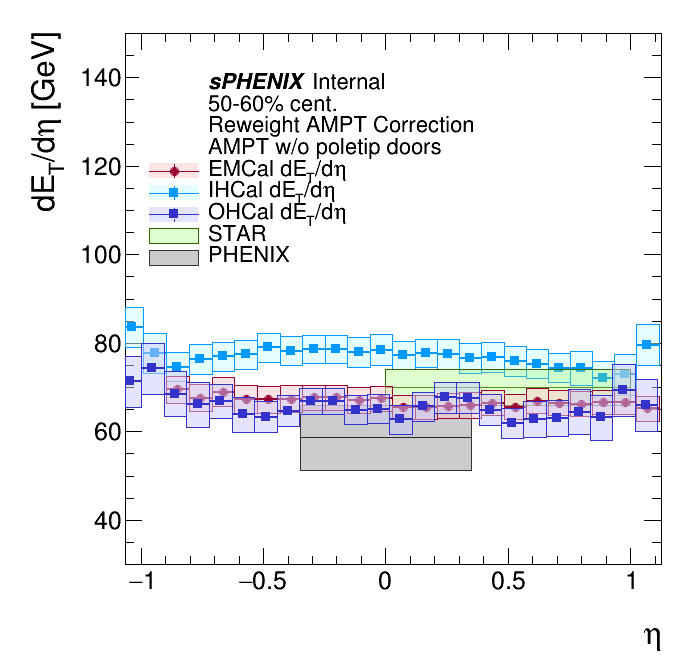 dE_T/dη [GeV]
140
120
100
80
60
40
sPHENIX Internal
50-60% cent.
Reweight AMPT Correction
AMPT w/o poletip doors
EMCal dE_T/dη
IHCal dE_T/dη
OHCal dE_T/dη
STAR
PHENIX
−1 −0.5 0 0.5 1
η